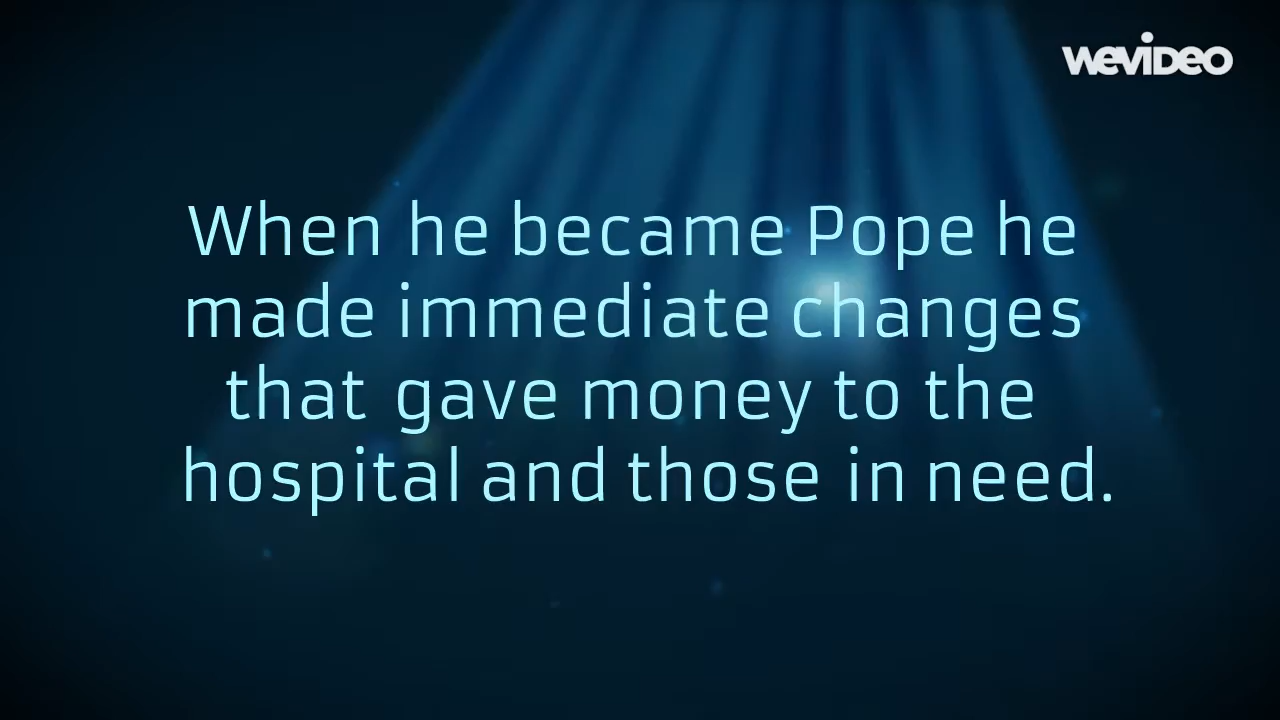 wevideo
When he became Pope he
made immediate changes
that gave money to the
hospital and those in need.